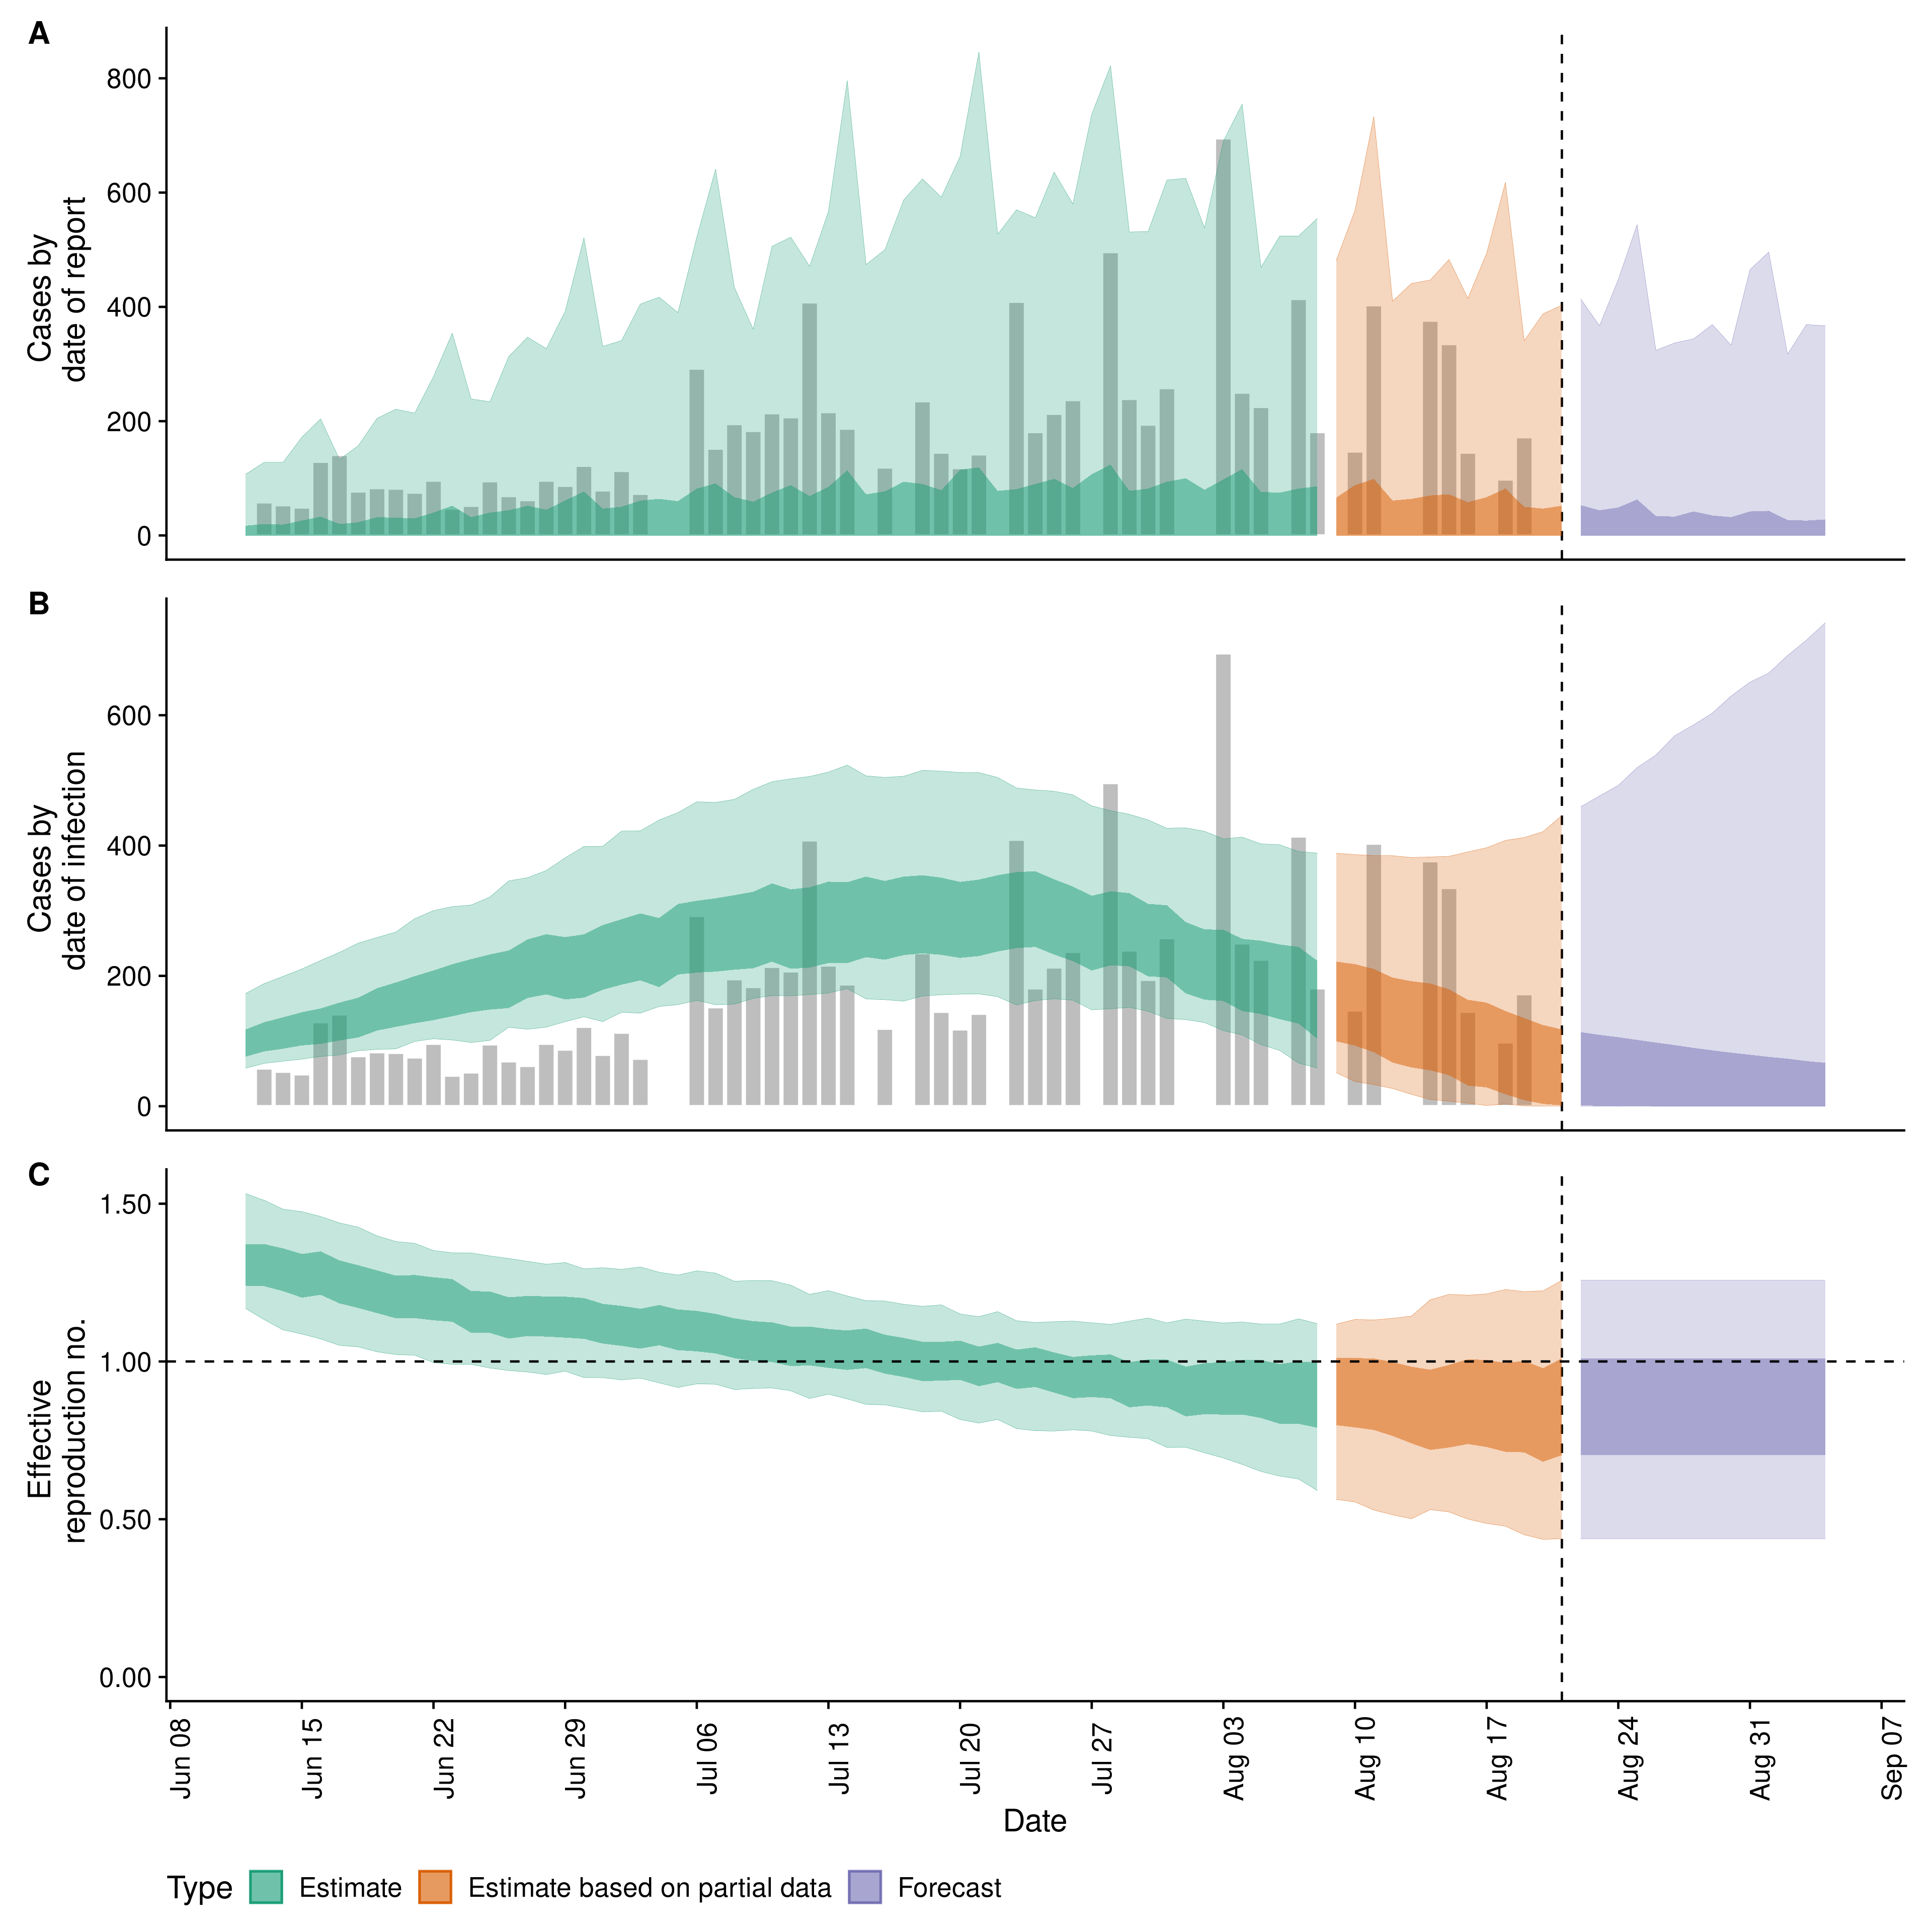 A
Cases by
date of report
800
600
400
200
0
B
Cases by
date of infection
600
400
200
0
C
Effective
reproduction no.
1.50
1.00
0.50
0.00
Jun 08
Jun 15
Jun 22
Jun 29
Jul 06
Jul 13
Jul 20
Jul 27
Aug 03
Aug 10
Aug 17
Aug 24
Aug 31
Sep 07
Date
Type Estimate Estimate based on partial data Forecast